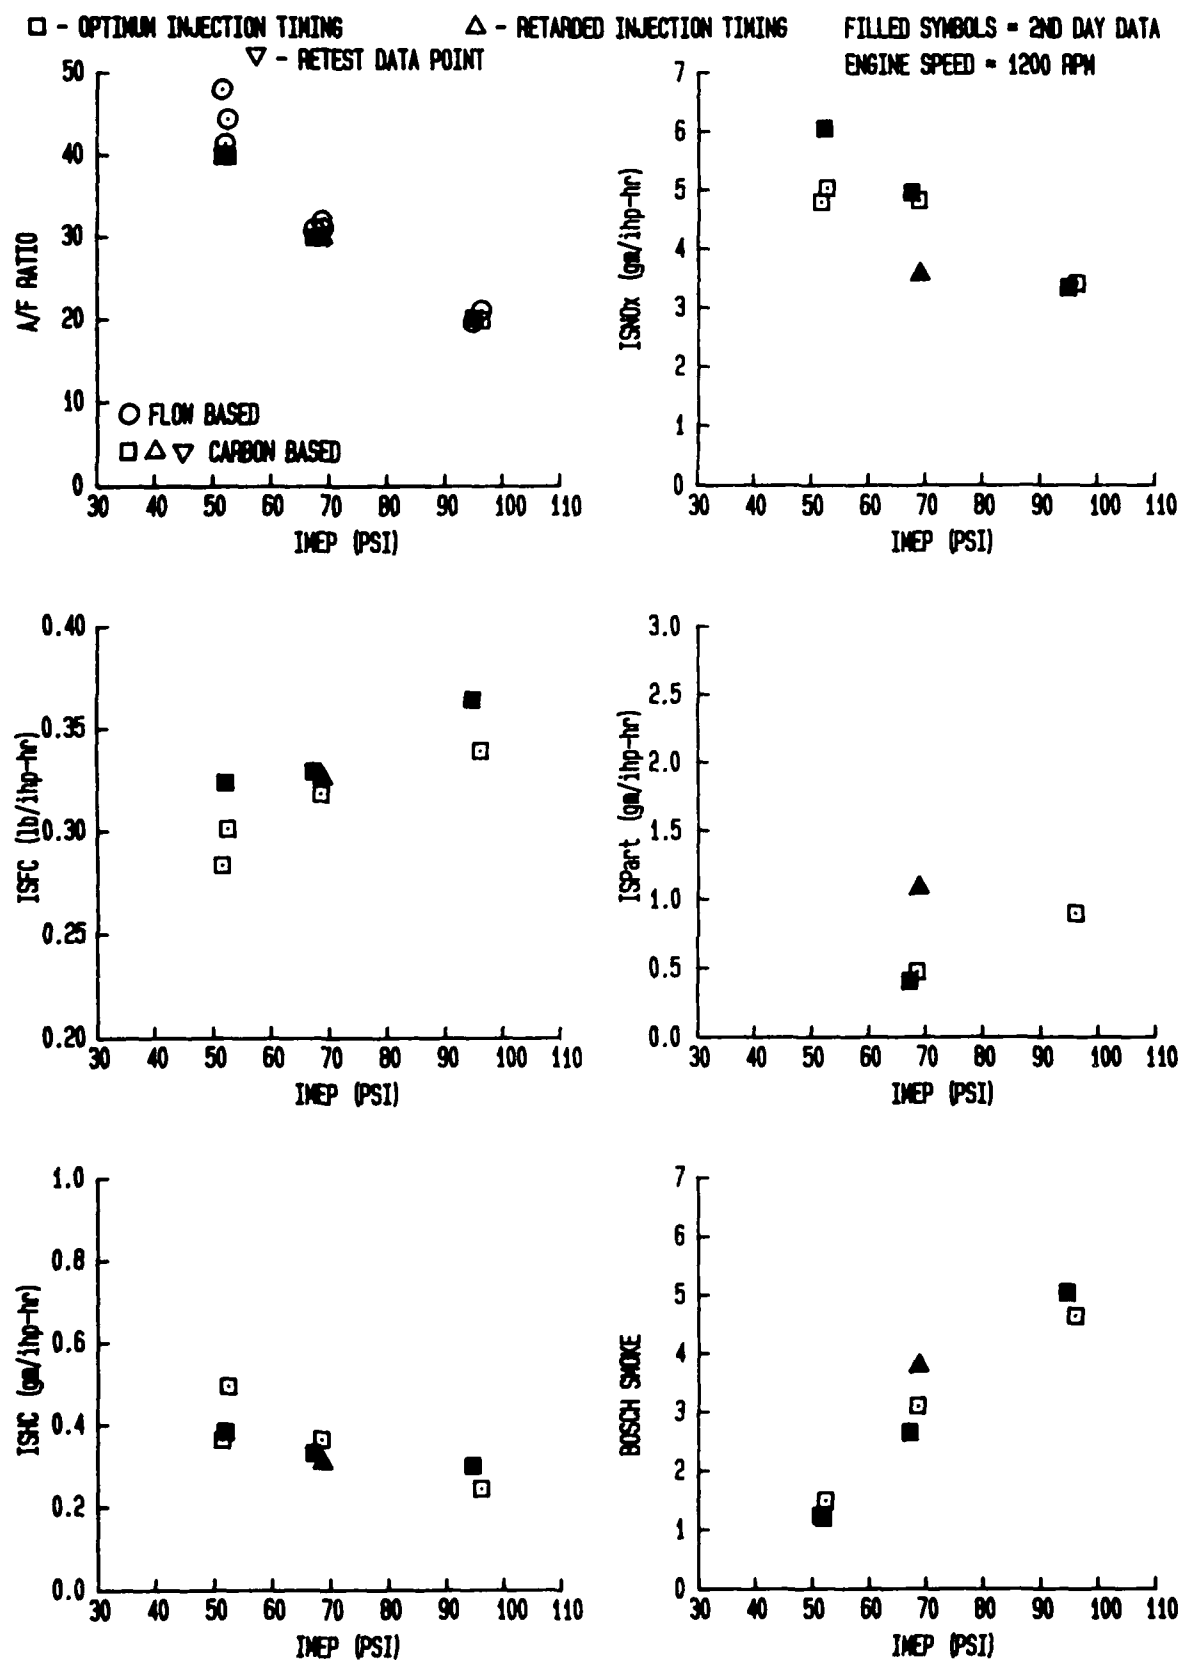 □ - OPTIMUM INJECTION TIMING △ - RETARDED INJECTION TIMING FILLED SYMBOLS = 2ND DAY DATA
▽ - RETEST DATA POINT ENGINE SPEED = 1200 RPM
50
40
30
20
10
0
A/F RATIO
○ FLOW BASED
□ △ ▽ CARBON BASED
30 40 50 60 70 80 90 100 110
IMEP (PSI)
7
6
5
4
3
2
1
0
ISNOx (gm/ihp-hr)
30 40 50 60 70 80 90 100 110
IMEP (PSI)
0.40
0.35
0.30
0.25
0.20
ISFC (lb/ihp-hr)
30 40 50 60 70 80 90 100 110
IMEP (PSI)
3.0
2.5
2.0
1.5
1.0
0.5
0.0
ISPart (gm/ihp-hr)
30 40 50 60 70 80 90 100 110
IMEP (PSI)
1.0
0.8
0.6
0.4
0.2
0.0
ISHC (gm/ihp-hr)
30 40 50 60 70 80 90 100 110
IMEP (PSI)
7
6
5
4
3
2
1
0
BOSCH SMOKE
30 40 50 60 70 80 90 100 110
IMEP (PSI)